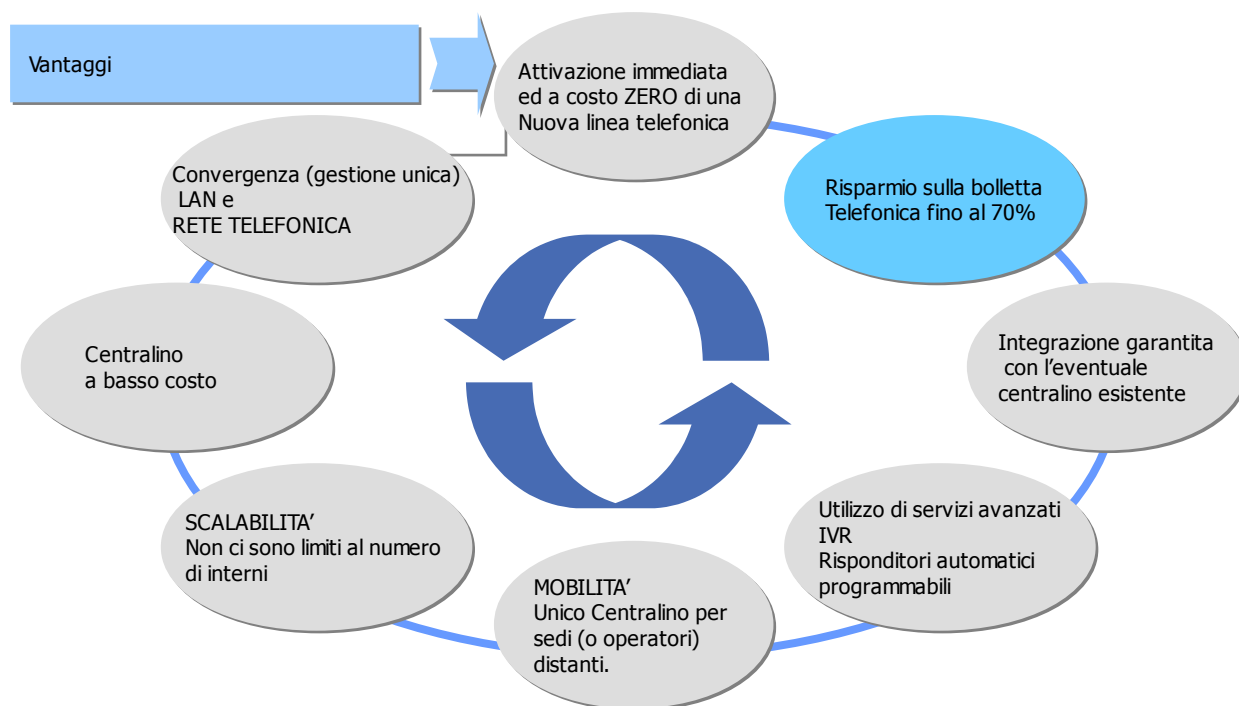 Vantaggi
Attivazione immediata
ed a costo ZERO di una
Nuova linea telefonica
Risparmio sulla bolletta
Telefonica fino al 70%
Integrazione garantita
con l’eventuale
centralino esistente
Utilizzo di servizi avanzati
IVR
Risponditori automatici
programmabili
MOBILITA’
Unico Centralino per
sedi (o operatori)
distanti.
SCALABILITA’
Non ci sono limiti al numero
di interni
Centralino
a basso costo
Convergenza (gestione unica)
LAN e
RETE TELEFONICA